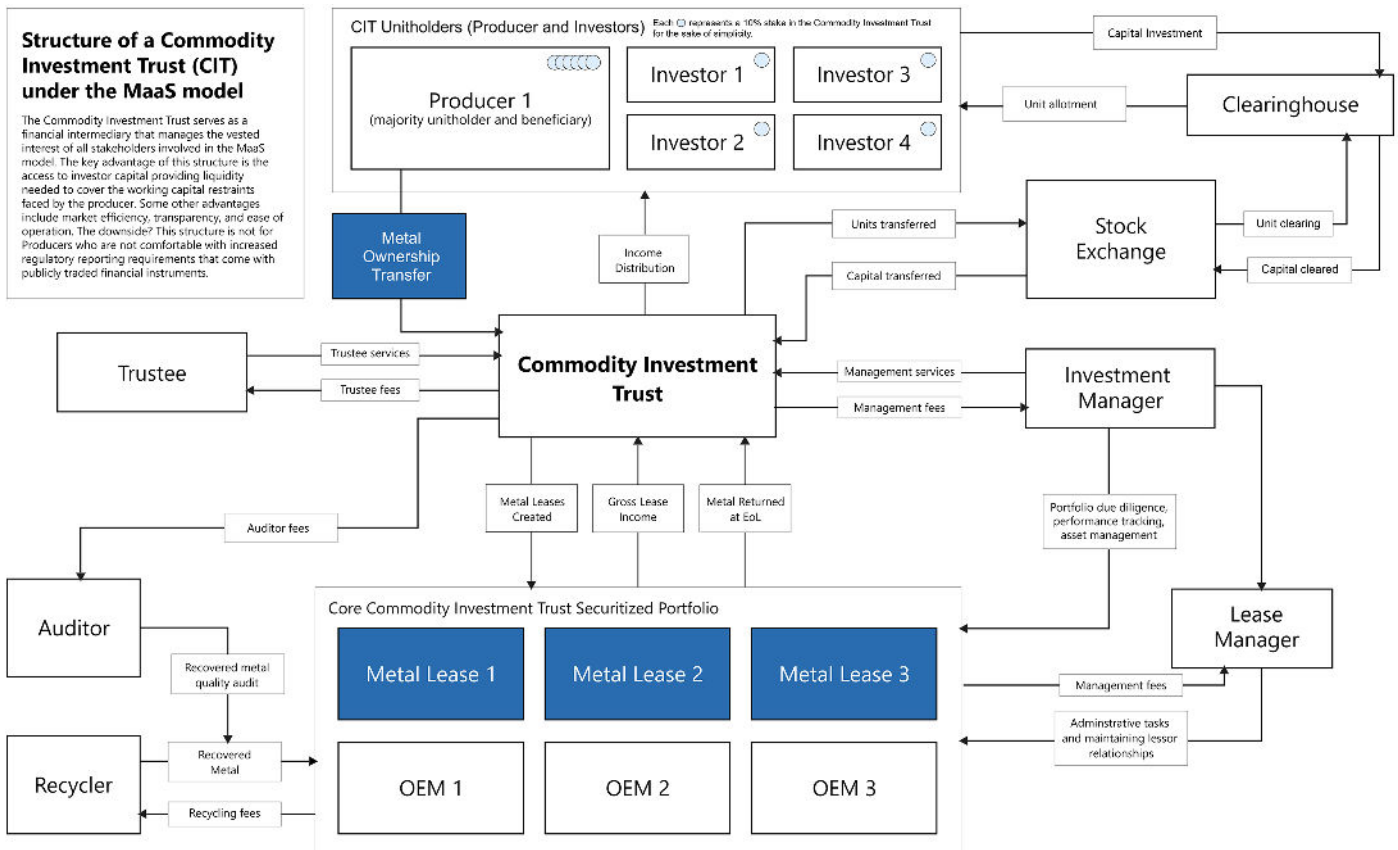 Structure of a Commodity
Investment Trust (CIT)
under the MaaS model
The Commodity Investment Trust serves as a
financial intermediary that manages the vested
interest of all stakeholders involved in the MaaS
model. The key advantage of this structure is the
access to investor capital providing liquidity
needed to cover the working capital restraints
faced by the producer. Some other advantages
include market efficiency, transparency, and ease of
operation. The downside? This structure is not for
Producers who are not comfortable with increased
regulatory reporting requirements that come with
publicly traded financial instruments.
CIT Unitholders (Producer and Investors)
Each represents a 10% stake in the Commodity Investment Trust
for the sake of simplicity.
Producer 1
(majority unitholder and beneficiary)
Investor 1
Investor 3
Investor 2
Investor 4
Capital Investment
Unit allotment
Clearinghouse
Metal
Ownership
Transfer
Income
Distribution
Units transferred
Capital transferred
Stock
Exchange
Unit clearing
Capital cleared
Trustee
Trustee services
Trustee fees
Commodity Investment
Trust
Management services
Management fees
Investment
Manager
Metal Leases
Created
Gross Lease
Income
Metal Returned
at EoL
Portfolio due diligence,
performance tracking,
asset management
Auditor fees
Auditor
Recovered metal
quality audit
Core Commodity Investment Trust Securitized Portfolio
Metal Lease 1
Metal Lease 2
Metal Lease 3
Lease
Manager
Management fees
Adminstrative tasks
and maintaining lessor
relationships
Recycler
Recovered
Metal
Recycling fees
OEM 1
OEM 2
OEM 3